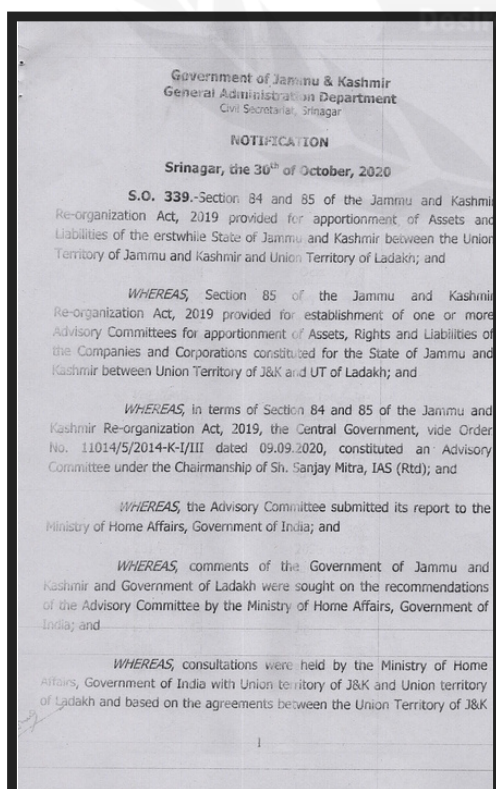 Desi
Government of Jammu & Kashmir
General Administration Department
Civil Secretariat, Srinagar
NOTIFICATION
Srinagar, the 30th of October, 2020
S.O. 339.-Section 84 and 85 of the Jammu and Kashmir
Re-organization Act, 2019 provided for apportionment of Assets and
Liabilities of the erstwhile State of Jammu and Kashmir between the Union
Territory of Jammu and Kashmir and Union Territory of Ladakh; and
WHEREAS, Section 85 of the Jammu and Kashmir
Re-organization Act, 2019 provided for establishment of one or more
Advisory Committees for apportionment of Assets, Rights and Liabilities of
the Companies and Corporations constituted for the State of Jammu and
Kashmir between Union Territory of J&K and UT of Ladakh; and
WHEREAS, in terms of Section 84 and 85 of the Jammu and
Kashmir Re-organization Act, 2019, the Central Government, vide Order
No. 11014/5/2014-K-I/III dated 09.09.2020, constituted an Advisory
Committee under the Chairmanship of Sh. Sanjay Mitra, IAS (Rtd); and
WHEREAS, the Advisory Committee submitted its report to the
Ministry of Home Affairs, Government of India; and
WHEREAS, comments of the Government of Jammu and
Kashmir and Government of Ladakh were sought on the recommendations
of the Advisory Committee by the Ministry of Home Affairs, Government of
India; and
WHEREAS, consultations were held by the Ministry of Home
Affairs, Government of India with Union territory of J&K and Union territory
of Ladakh and based on the agreements between the Union Territory of J&K
1